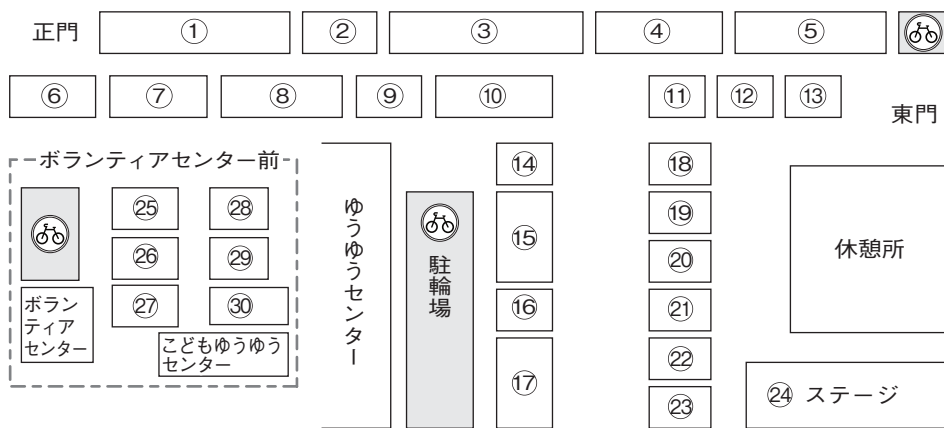 正門 ① ② ③ ④ ⑤
⑥ ⑦ ⑧ ⑨ ⑩ ⑪ ⑫ ⑬
東門
ボランティアセンター前
㉕ ㉘
㉖ ㉙
㉗ ㉚
ボラン
ティア
センター
こどもゆうゆう
センター
ゆうゆうセンター
駐輪場
⑭
⑮
⑯
⑰
⑱
⑲
⑳
㉑
㉒
㉓
休憩所
㉔ ステージ